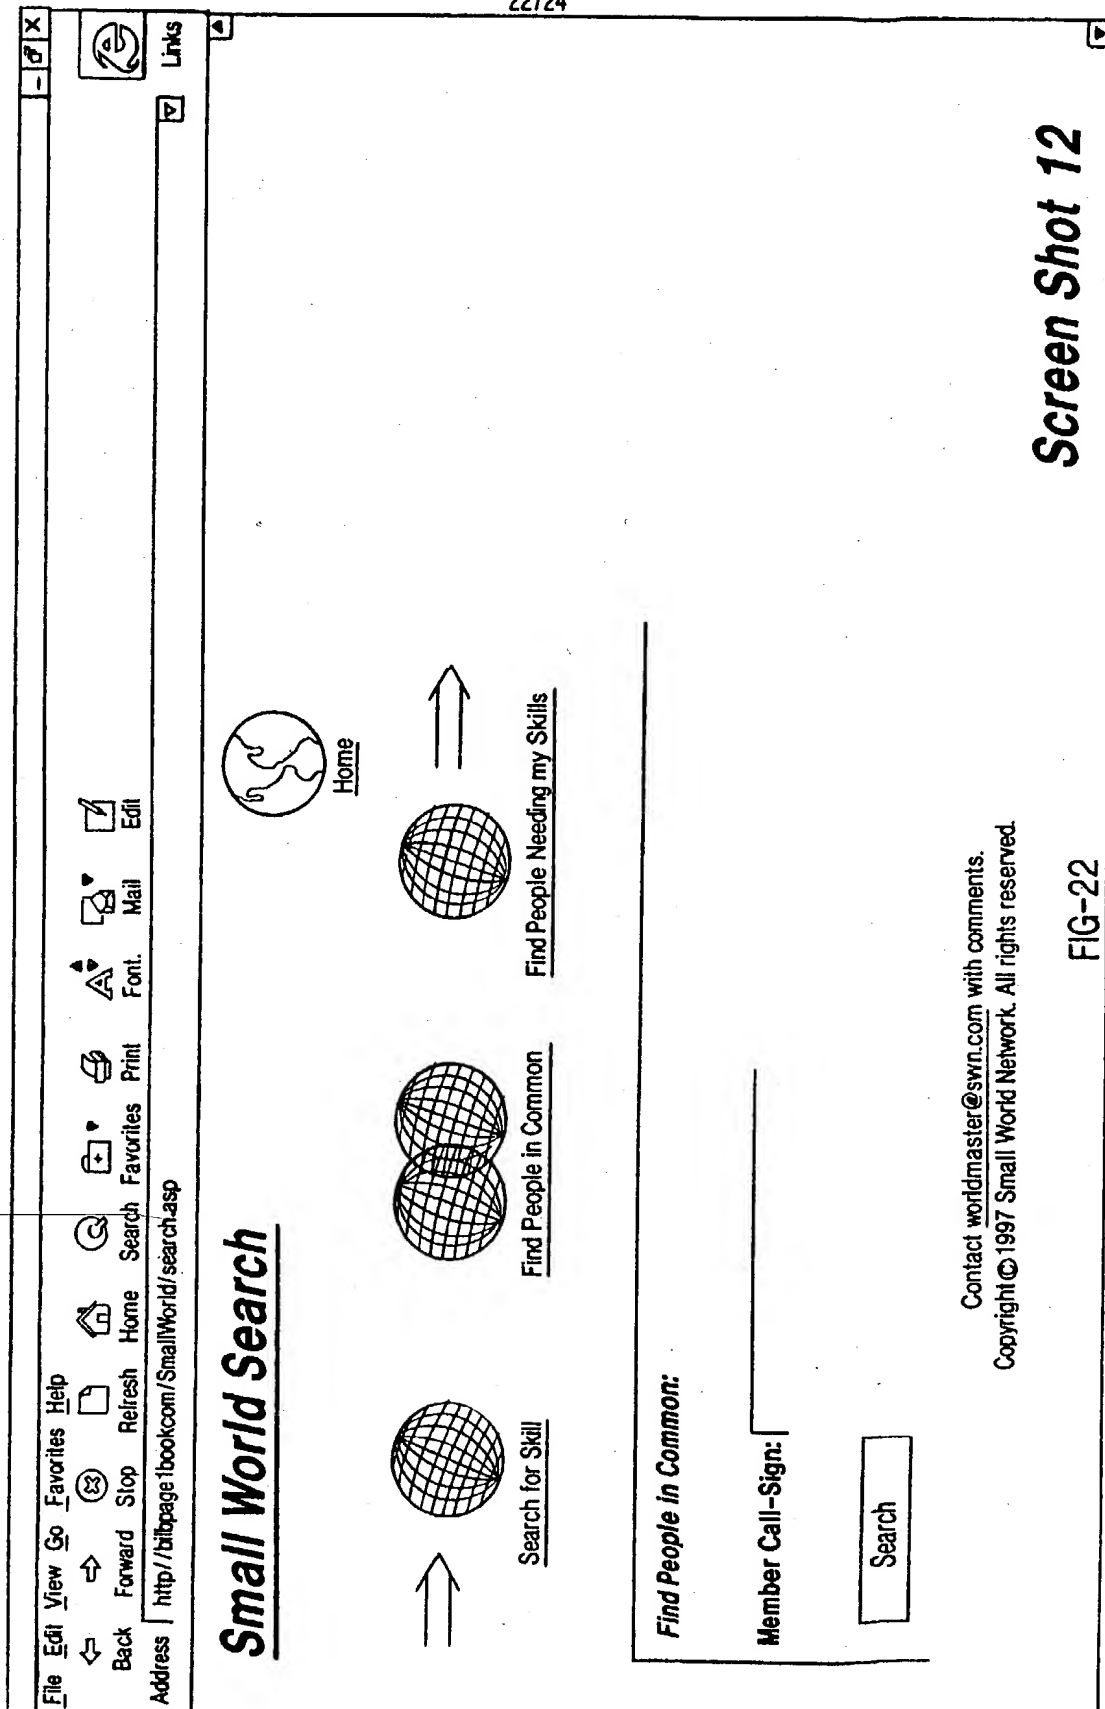 22/24
File Edit View Go Favorites Help
Back Forward Stop Refresh Home Search Favorites Print Font. Mail Edit
Address http//bilbpage1bookcom/SmallWorld/search.asp Links
Small World Search
Home
Search for Skill Find People in Common Find People Needing my Skills
Find People in Common:
Member Call-Sign:
Search
Contact worldmaster@swn.com with comments.
Copyright©1997 Small World Network. All rights reserved.
Screen Shot 12
FIG-22